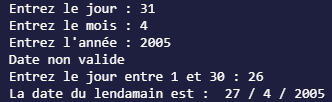 Entrez le jour : 31
Entrez le mois : 4
Entrez l'année : 2005
Date non valide
Entrez le jour entre 1 et 30 : 26
La date du lendamain est :  27 / 4 / 2005